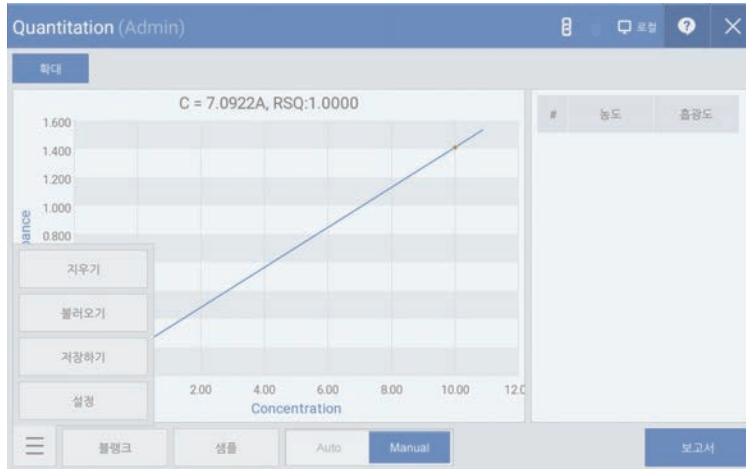 Quantitation (Admin)
로컬
?
확대
C = 7.0922A, RSQ:1.0000
1.600
1.400
1.200
1.000
0.800
bance
# 농도 흡광도
지우기
불러오기
저장하기
설정
2.00 4.00 6.00 8.00 10.00 12.0
Concentration
블랭크 샘플 Auto Manual 보고서